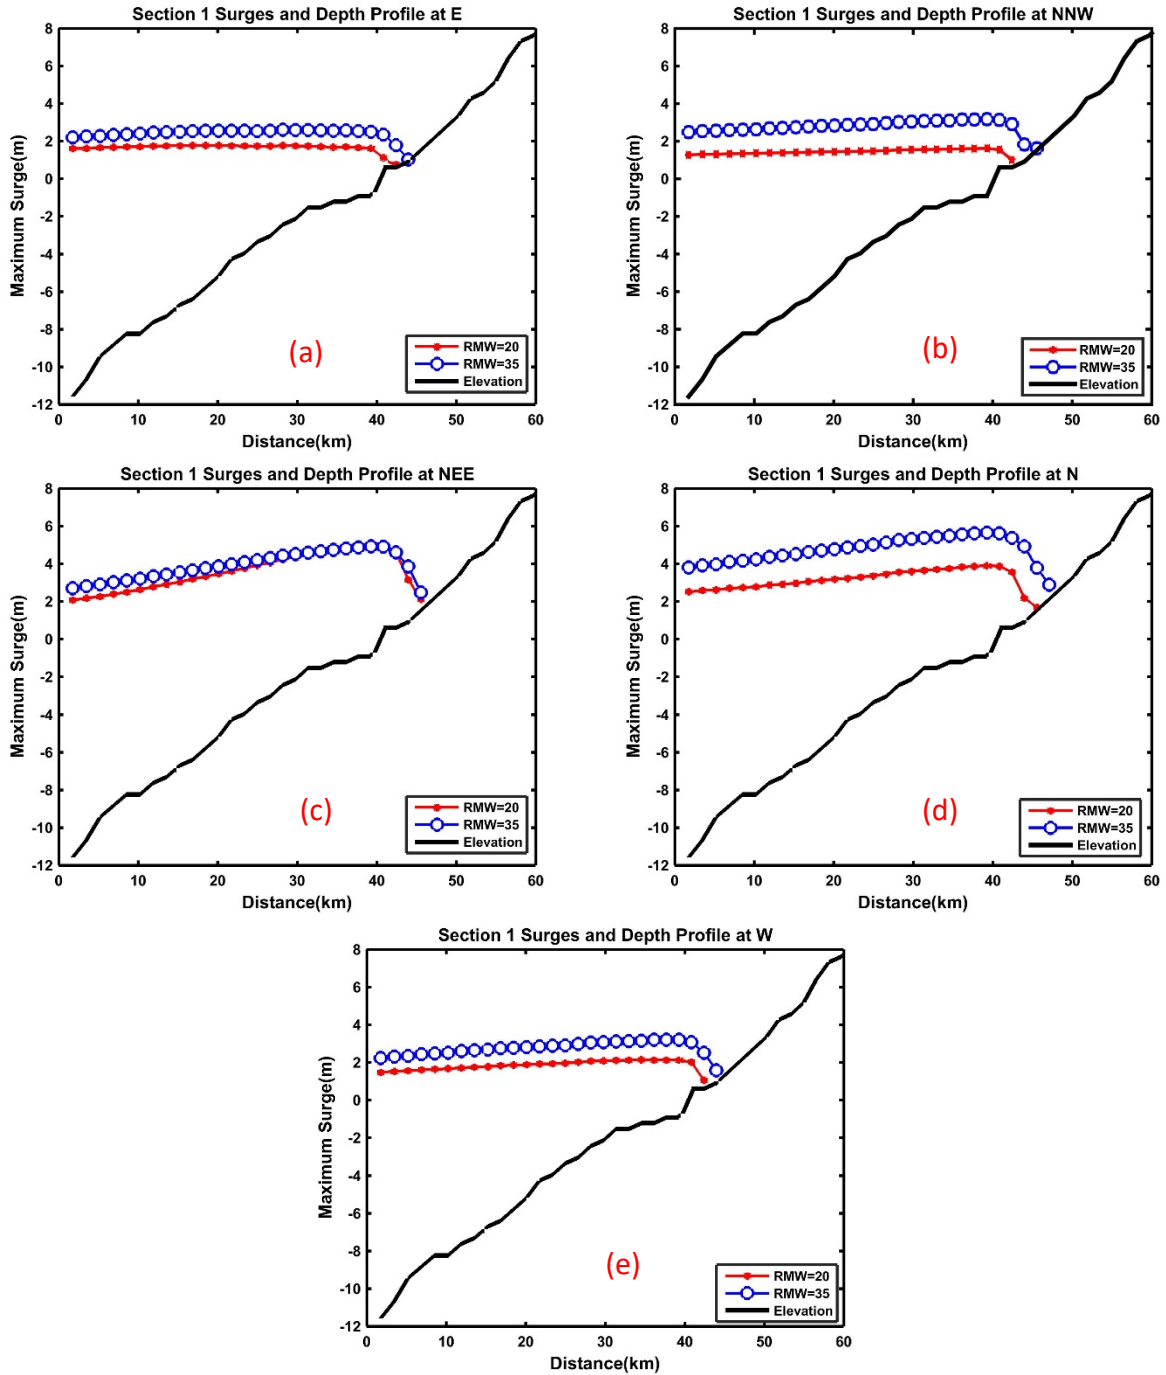 Section 1 Surges and Depth Profile at E
8
6
4
2
0
-2
-4
-6
-8
-10
-12
Maximum Surge(m)
(a)
RMW=20
RMW=35
Elevation
0 10 20 30 40 50 60
Distance(km)
Section 1 Surges and Depth Profile at NNW
8
6
4
2
0
-2
-4
-6
-8
-10
-12
Maximum Surge(m)
(b)
RMW=20
RMW=35
Elevation
0 10 20 30 40 50 60
Distance(km)
Section 1 Surges and Depth Profile at NEE
8
6
4
2
0
-2
-4
-6
-8
-10
-12
Maximum Surge(m)
(c)
RMW=20
RMW=35
Elevation
0 10 20 30 40 50 60
Distance(km)
Section 1 Surges and Depth Profile at N
8
6
4
2
0
-2
-4
-6
-8
-10
-12
Maximum Surge(m)
(d)
RMW=20
RMW=35
Elevation
0 10 20 30 40 50 60
Distance(km)
Section 1 Surges and Depth Profile at W
8
6
4
2
0
-2
-4
-6
-8
-10
-12
Maximum Surge(m)
(e)
RMW=20
RMW=35
Elevation
0 10 20 30 40 50 60
Distance(km)